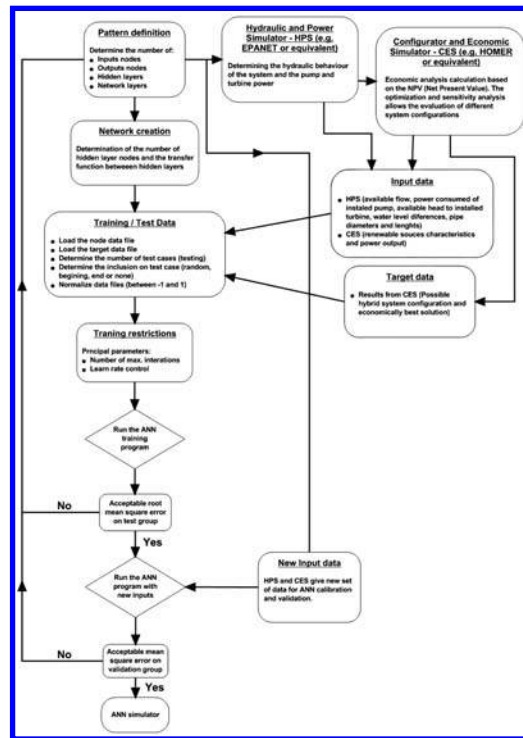 Pattern definition
Determine the number of:
Inputs nodes
Outputs nodes
Hidden layers
Network layers
Hydraulic and Power
Simulator - HPS (e.g.
EPANET or equivalent)
Determining the hydraulic behaviour
of the system and the pump and
turbine power
Configurator and Economic
Simulator - CES (e.g. HOMER
or equivalent)
Economic analysis calculation based
on the NPV (Net Present Value). The
optimization and sensitivity analysis
allows the evaluation of different
system configurations
Network creation
Determination of the number of
hidden layer nodes and the transfer
function betweeen hidden layers
Input data
HPS (available flow, power consumed of
instaled pump, available head to installed
turbine, water level diferences, pipe
diameters and lenghts)
CES (renewable souces characteristics
and power output)
Training / Test Data
Load the node data file
Load the target data file
Determine the number of test cases (testing)
Determine the inclusion on test case (random,
begining, end or none)
Normalize data files (between -1 and 1)
Target data
Results from CES (Possible
hybrid system configuration and
economically best solution)
Traning restrictions
Prncipal parameters:
Number of max. interations
Learn rate control
Run the ANN
training
program
No
Acceptable root
mean square error
on test group
Yes
Run the ANN
program with
new inputs
New Input data
HPS and CES give new set
of data for ANN calibration
and validation.
No
Acceptable mean
square error on
validation group
Yes
ANN simulator